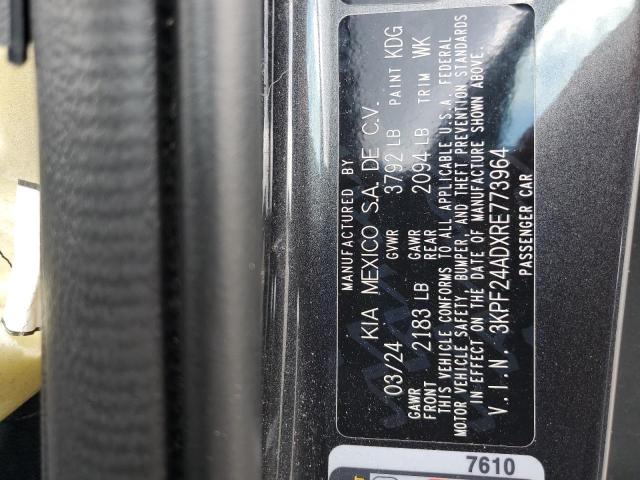 MANUFACTURED BY
KIA MEXICO S.A. DE C.V.
03/24 GVWR 3792 LB PAINT KDG
GAWR FRONT 2183 LB GAWR REAR 2094 LB TRIM WK
THIS VEHICLE CONFORMS TO ALL APPLICABLE U.S.A. FEDERAL
MOTOR VEHICLE SAFETY, BUMPER, AND THEFT PREVENTION STANDARDS
IN EFFECT ON THE DATE OF MANUFACTURE SHOWN ABOVE.
V.I.N. 3KPF24ADXRE773964
PASSENGER CAR
7610